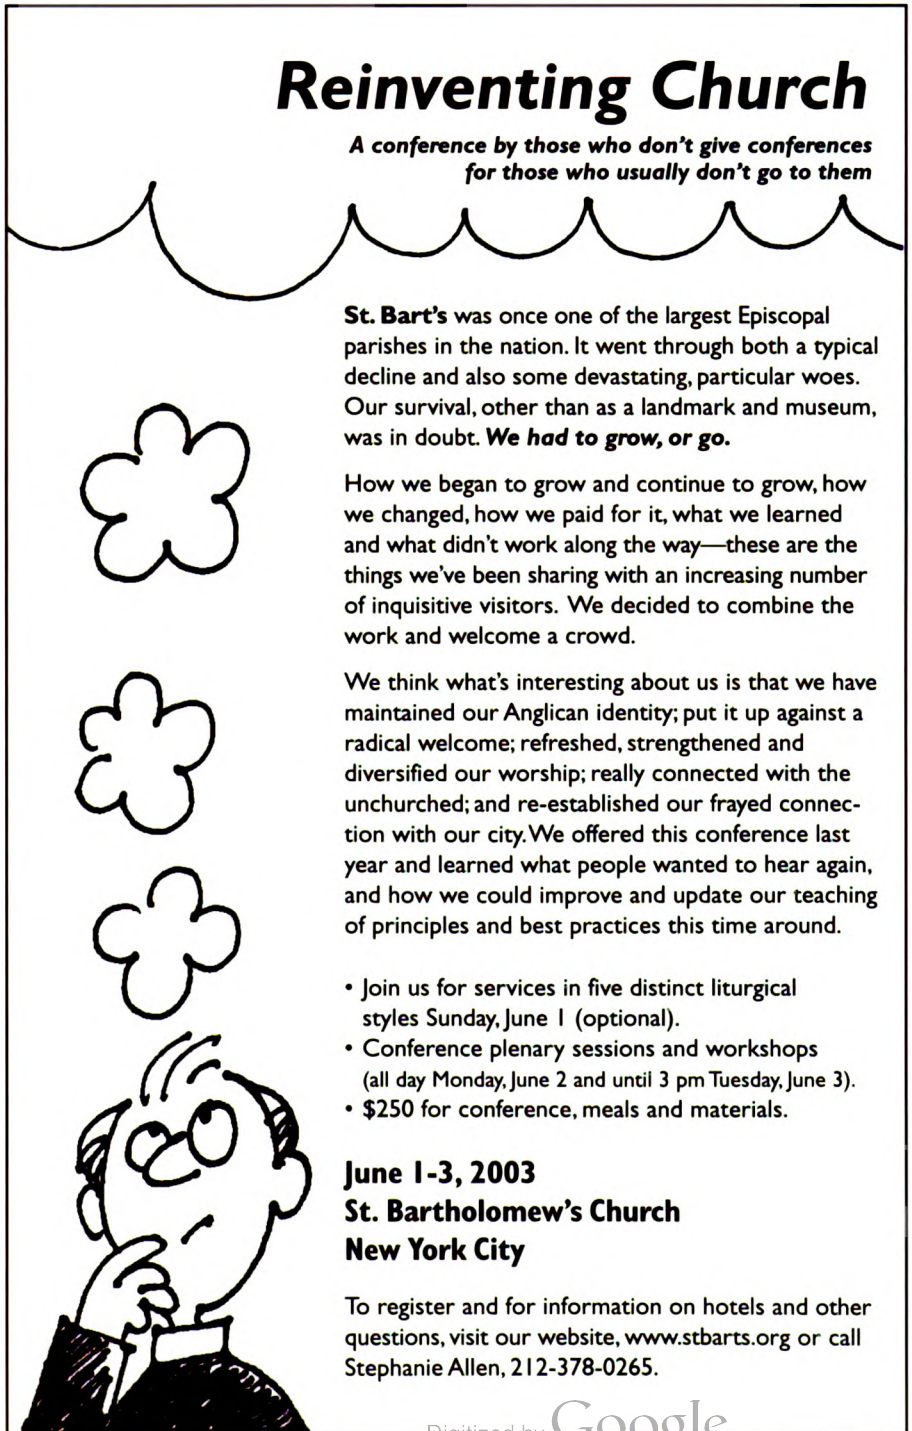 Reinventing Church
A conference by those who don't give conferences
for those who usually don't go to them
St. Bart's was once one of the largest Episcopal
parishes in the nation. It went through both a typical
decline and also some devastating, particular woes.
Our survival, other than as a landmark and museum,
was in doubt. We had to grow, or go.
How we began to grow and continue to grow, how
we changed, how we paid for it, what we learned
and what didn't work along the way—these are the
things we've been sharing with an increasing number
of inquisitive visitors. We decided to combine the
work and welcome a crowd.
We think what's interesting about us is that we have
maintained our Anglican identity; put it up against a
radical welcome; refreshed, strengthened and
diversified our worship; really connected with the
unchurched; and re-established our frayed connec-
tion with our city. We offered this conference last
year and learned what people wanted to hear again,
and how we could improve and update our teaching
of principles and best practices this time around.
• Join us for services in five distinct liturgical
styles Sunday, June 1 (optional).
• Conference plenary sessions and workshops
(all day Monday, June 2 and until 3 pm Tuesday, June 3).
• $250 for conference, meals and materials.
June 1-3, 2003
St. Bartholomew's Church
New York City
To register and for information on hotels and other
questions, visit our website, www.stbarts.org or call
Stephanie Allen, 212-378-0265.
Digitized by Google